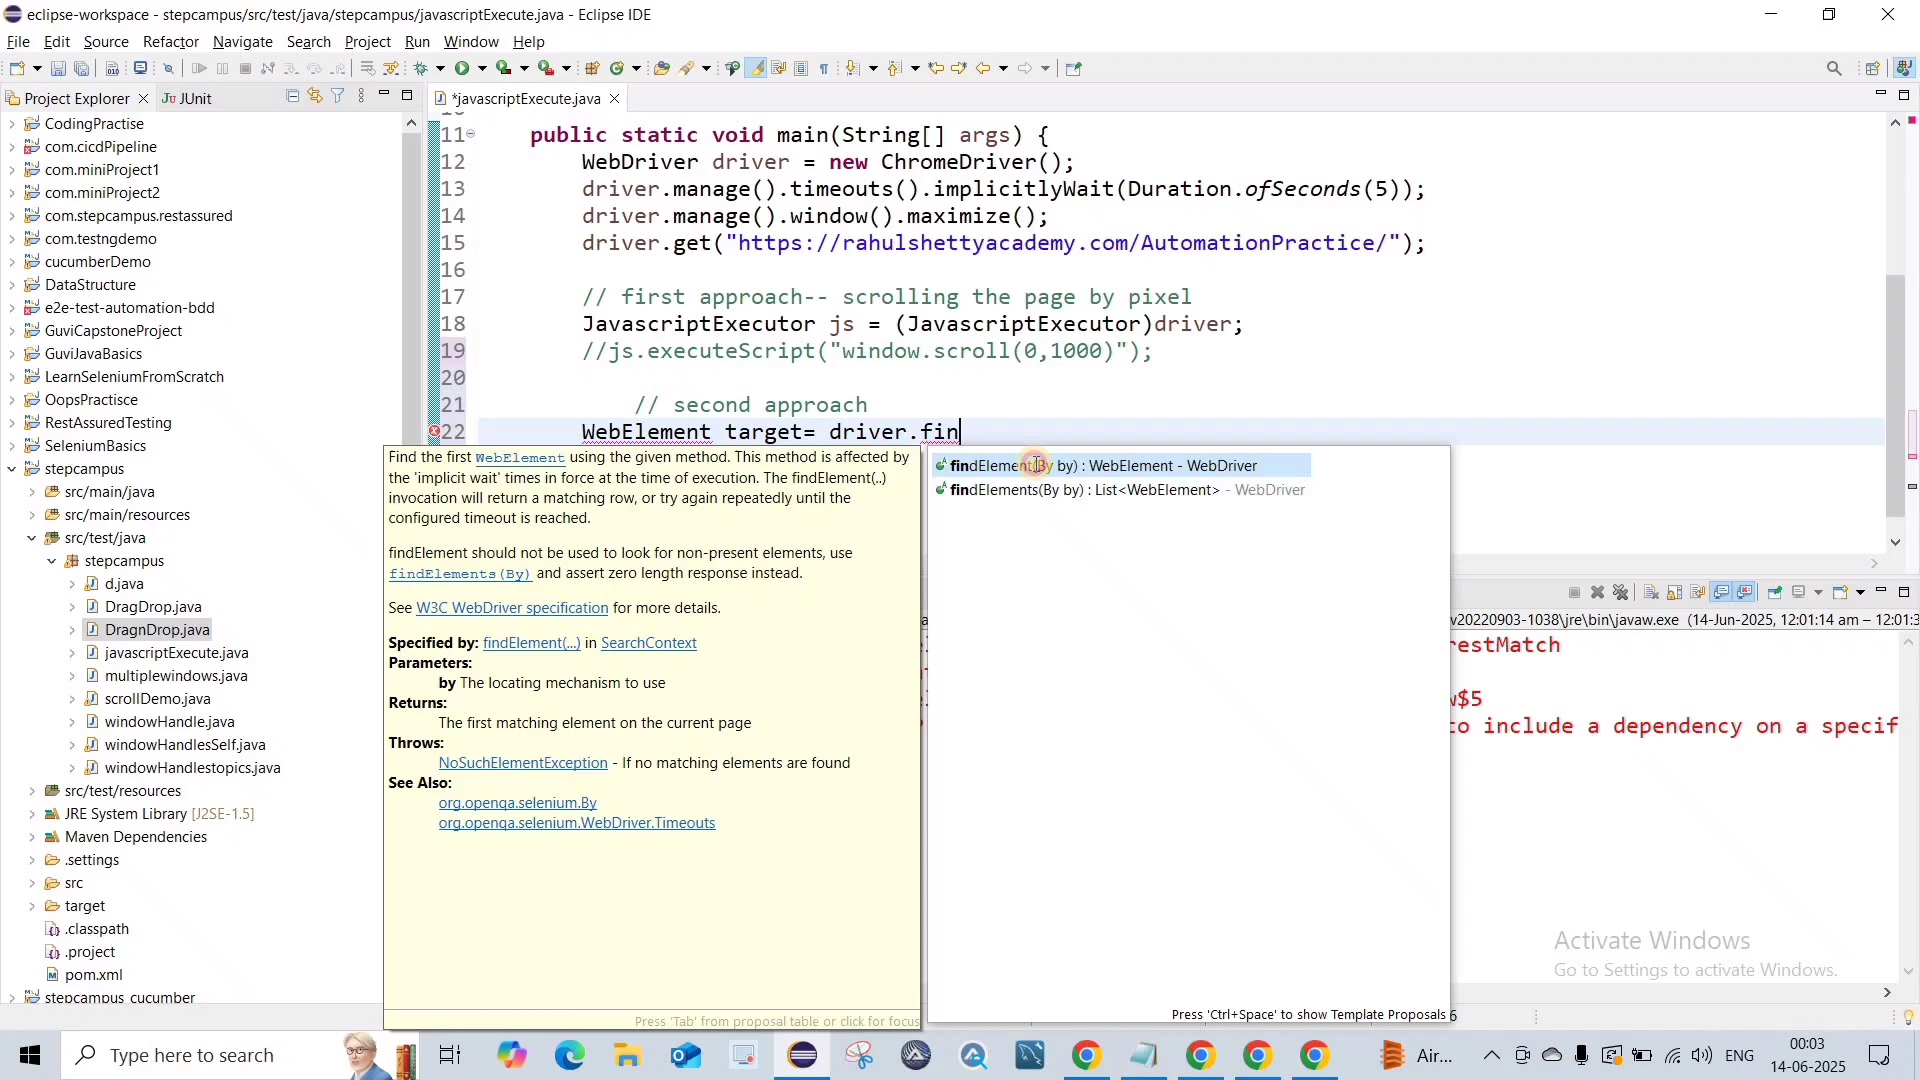 eclipse-workspace - stepcampus/src/test/java/stepcampus/javascriptExecute.java - Eclipse IDE
File Edit Source Refactor Navigate Search Project Run Window Help
Project Explorer
JUnit
*javascriptExecute.java
CodingPractise
com.cicdPipeline
com.miniProject1
com.miniProject2
com.stepcampus.restassured
com.testngdemo
cucumberDemo
DataStructure
e2e-test-automation-bdd
GuviCapstoneProject
GuviJavaBasics
LearnSeleniumFromScratch
OopsPractisce
RestAssuredTesting
SeleniumBasics
stepcampus
src/main/java
src/main/resources
src/test/java
stepcampus
d.java
DragDrop.java
DragnDrop.java
javascriptExecute.java
multiplewindows.java
scrollDemo.java
windowHandle.java
windowHandlesSelf.java
windowHandlestopics.java
src/test/resources
JRE System Library [J2SE-1.5]
Maven Dependencies
.settings
src
target
.classpath
.project
pom.xml
stepcampus_cucumber
11 public static void main(String[] args) {
12 WebDriver driver = new ChromeDriver();
13 driver.manage().timeouts().implicitlyWait(Duration.ofSeconds(5));
14 driver.manage().window().maximize();
15 driver.get("https://rahulshettyacademy.com/AutomationPractice/");
16
17 // first approach-- scrolling the page by pixel
18 JavascriptExecutor js = (JavascriptExecutor)driver;
19 //js.executeScript("window.scroll(0,1000)");
20
21 // second approach
22 WebElement target= driver.fin
Find the first WebElement using the given method. This method is affected by
the 'implicit wait' times in force at the time of execution. The findElement(..)
invocation will return a matching row, or try again repeatedly until the
configured timeout is reached.
findElement should not be used to look for non-present elements, use
findElements(By) and assert zero length response instead.
See W3C WebDriver specification for more details.
Specified by: findElement(...) in SearchContext
Parameters:
by The locating mechanism to use
Returns:
The first matching element on the current page
Throws:
NoSuchElementException - If no matching elements are found
See Also:
org.openqa.selenium.By
org.openqa.selenium.WebDriver.Timeouts
Press 'Tab' from proposal table or click for focus
findElement(By by) : WebElement - WebDriver
findElements(By by) : List<WebElement> - WebDriver
Press 'Ctrl+Space' to show Template Proposals
v20220903-1038\jre\bin\javaw.exe (14-Jun-2025, 12:01:14 am – 12:01:3
restMatch
w$5
to include a dependency on a specif
Activate Windows
Go to Settings to activate Windows.
Type here to search
Air...
ENG
00:03
14-06-2025